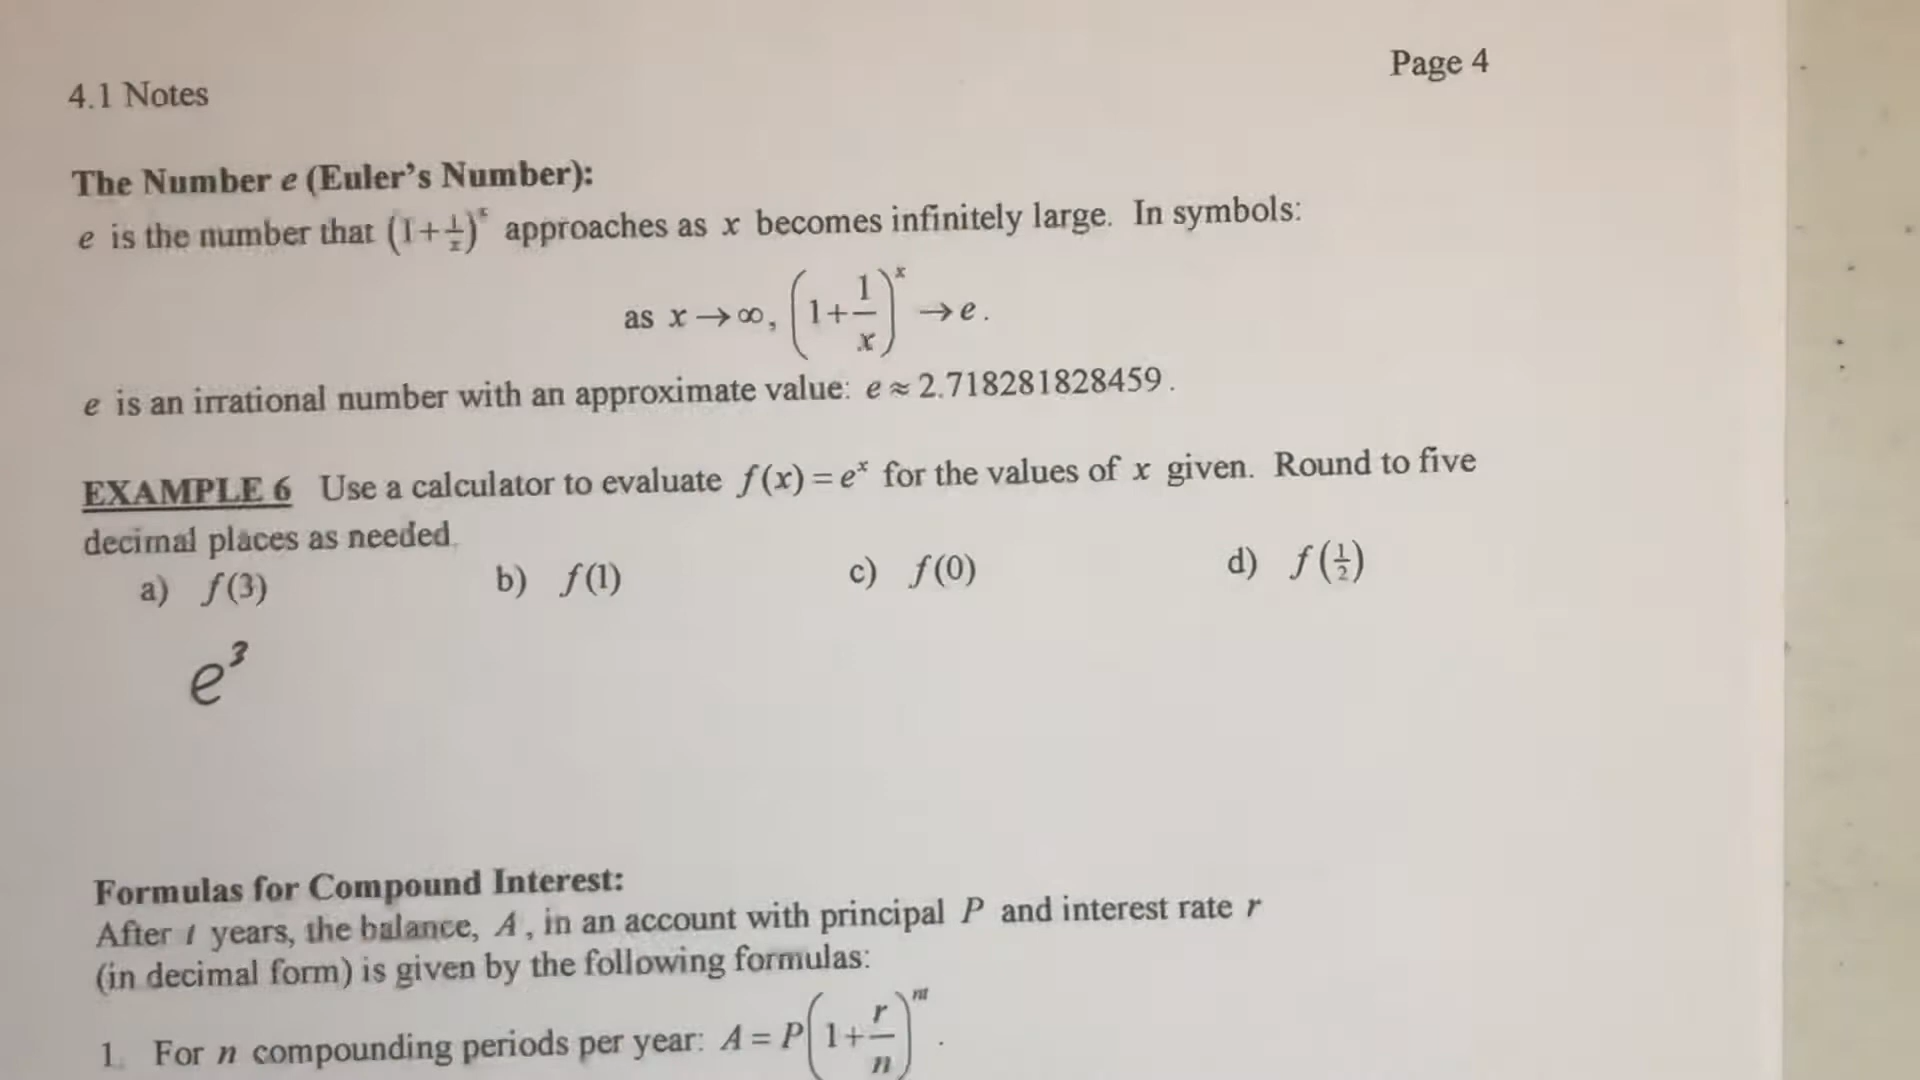 Page 4
4.1 Notes
The Number e (Euler's Number):
e is the number that (1+1/x)^x approaches as x becomes infinitely large. In symbols:
as x→∞, (1+1/x)^x →e.
e is an irrational number with an approximate value: e≈2.718281828459.
EXAMPLE 6 Use a calculator to evaluate f(x)=e^x for the values of x given. Round to five
decimal places as needed.
a) f(3) b) f(1) c) f(0) d) f(1/2)
e^3
Formulas for Compound Interest:
After t years, the balance, A, in an account with principal P and interest rate r
(in decimal form) is given by the following formulas:
1. For n compounding periods per year: A=P(1+r/n)^nt.